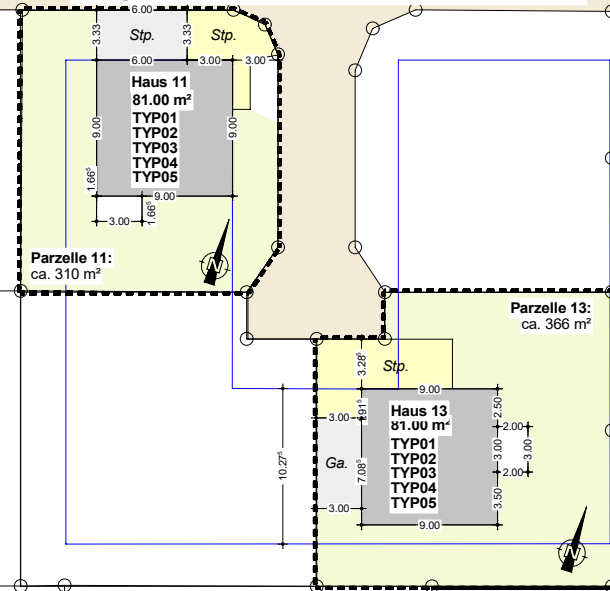 6.00
3.33
Stp.
3.33
Stp.
6.00
3.00
3.00
Haus 11
81.00 m²
TYP01
TYP02
TYP03
TYP04
TYP05
9.00
9.00
1.66⁵
9.00
3.00
1.66⁵
N
Parzelle 11:
ca. 310 m²
Parzelle 13:
ca. 366 m²
3.28⁵
Stp.
9.00
1.91⁵
3.00
Haus 13
81.00 m²
TYP01
TYP02
TYP03
TYP04
TYP05
2.50
2.00
3.00
3.00
2.00
3.50
Ga.
7.08⁵
10.27⁵
3.00
9.00
N